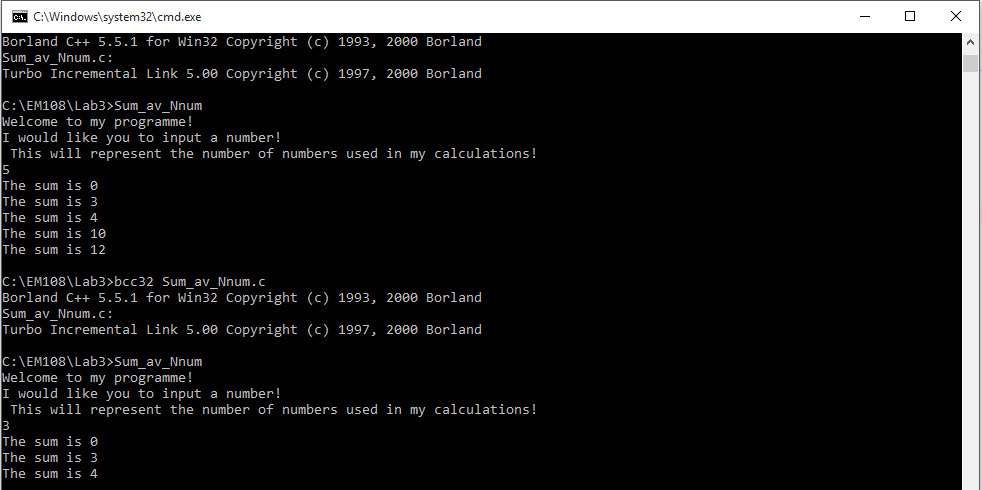 C:\Windows\system32\cmd.exe
Borland C++ 5.5.1 for Win32 Copyright (c) 1993, 2000 Borland
Sum_av_Nnum.c:
Turbo Incremental Link 5.00 Copyright (c) 1997, 2000 Borland
C:\EM108\Lab3>Sum_av_Nnum
Welcome to my programme!
I would like you to input a number!
This will represent the number of numbers used in my calculations!
5
The sum is 0
The sum is 3
The sum is 4
The sum is 10
The sum is 12
C:\EM108\Lab3>bcc32 Sum_av_Nnum.c
Borland C++ 5.5.1 for Win32 Copyright (c) 1993, 2000 Borland
Sum_av_Nnum.c:
Turbo Incremental Link 5.00 Copyright (c) 1997, 2000 Borland
C:\EM108\Lab3>Sum_av_Nnum
Welcome to my programme!
I would like you to input a number!
This will represent the number of numbers used in my calculations!
3
The sum is 0
The sum is 3
The sum is 4